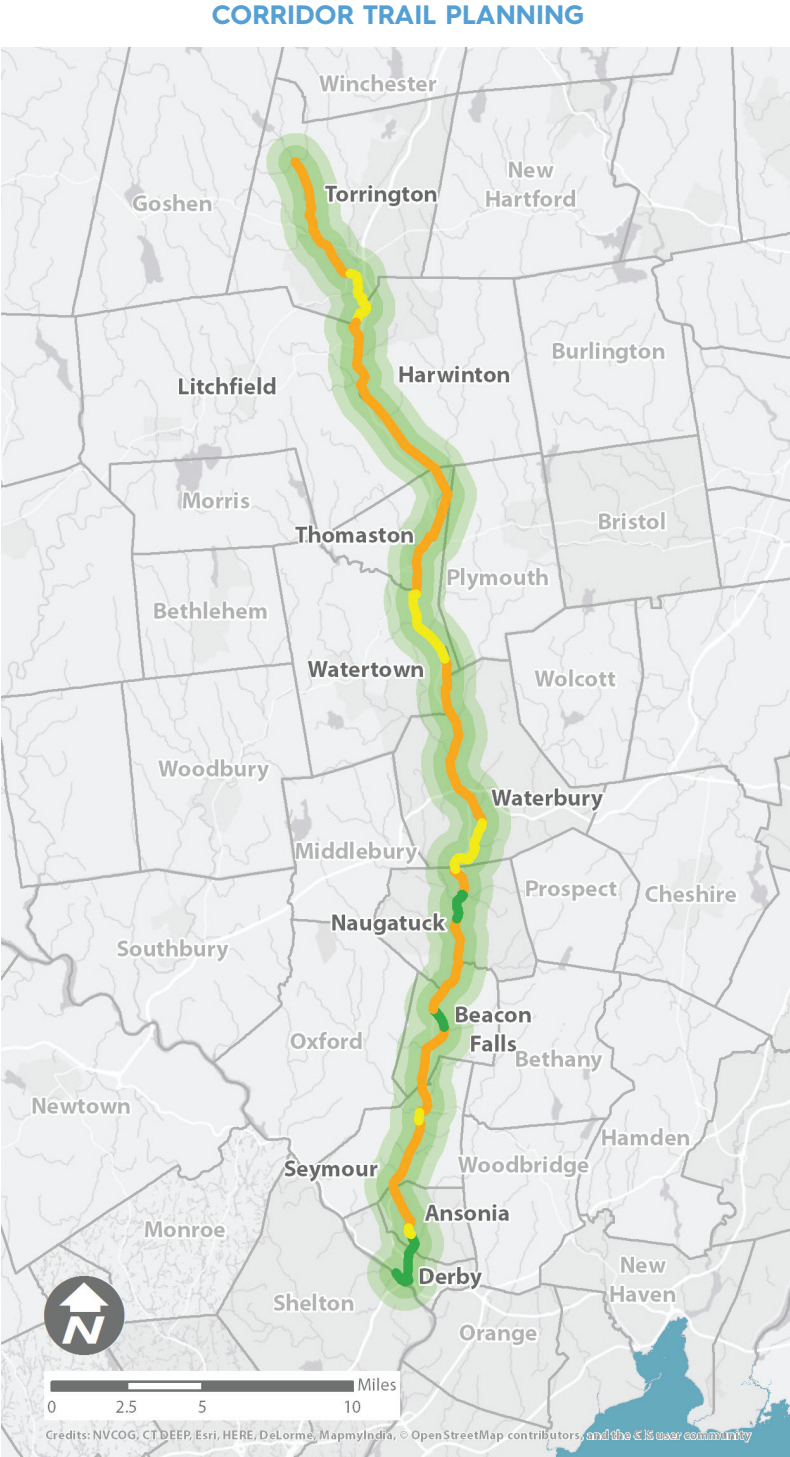 CORRIDOR TRAIL PLANNING
Winchester
Torrington
New
Hartford
Goshen
Burlington
Harwinton
Litchfield
Morris
Bristol
Thomaston
Plymouth
Bethlehem
Watertown
Wolcott
Woodbury
Waterbury
Middlebury
Prospect
Cheshire
Naugatuck
Southbury
Beacon
Falls
Oxford
Bethany
Newtown
Hamden
Seymour
Woodbridge
Ansonia
Monroe
New
Haven
Derby
Shelton
Orange
N
Miles
0 2.5 5 10
Credits: NVCOG, CT DEEP, Esri, HERE, DeLorme, MapmyIndia, © OpenStreetMap contributors, and the GIS user community